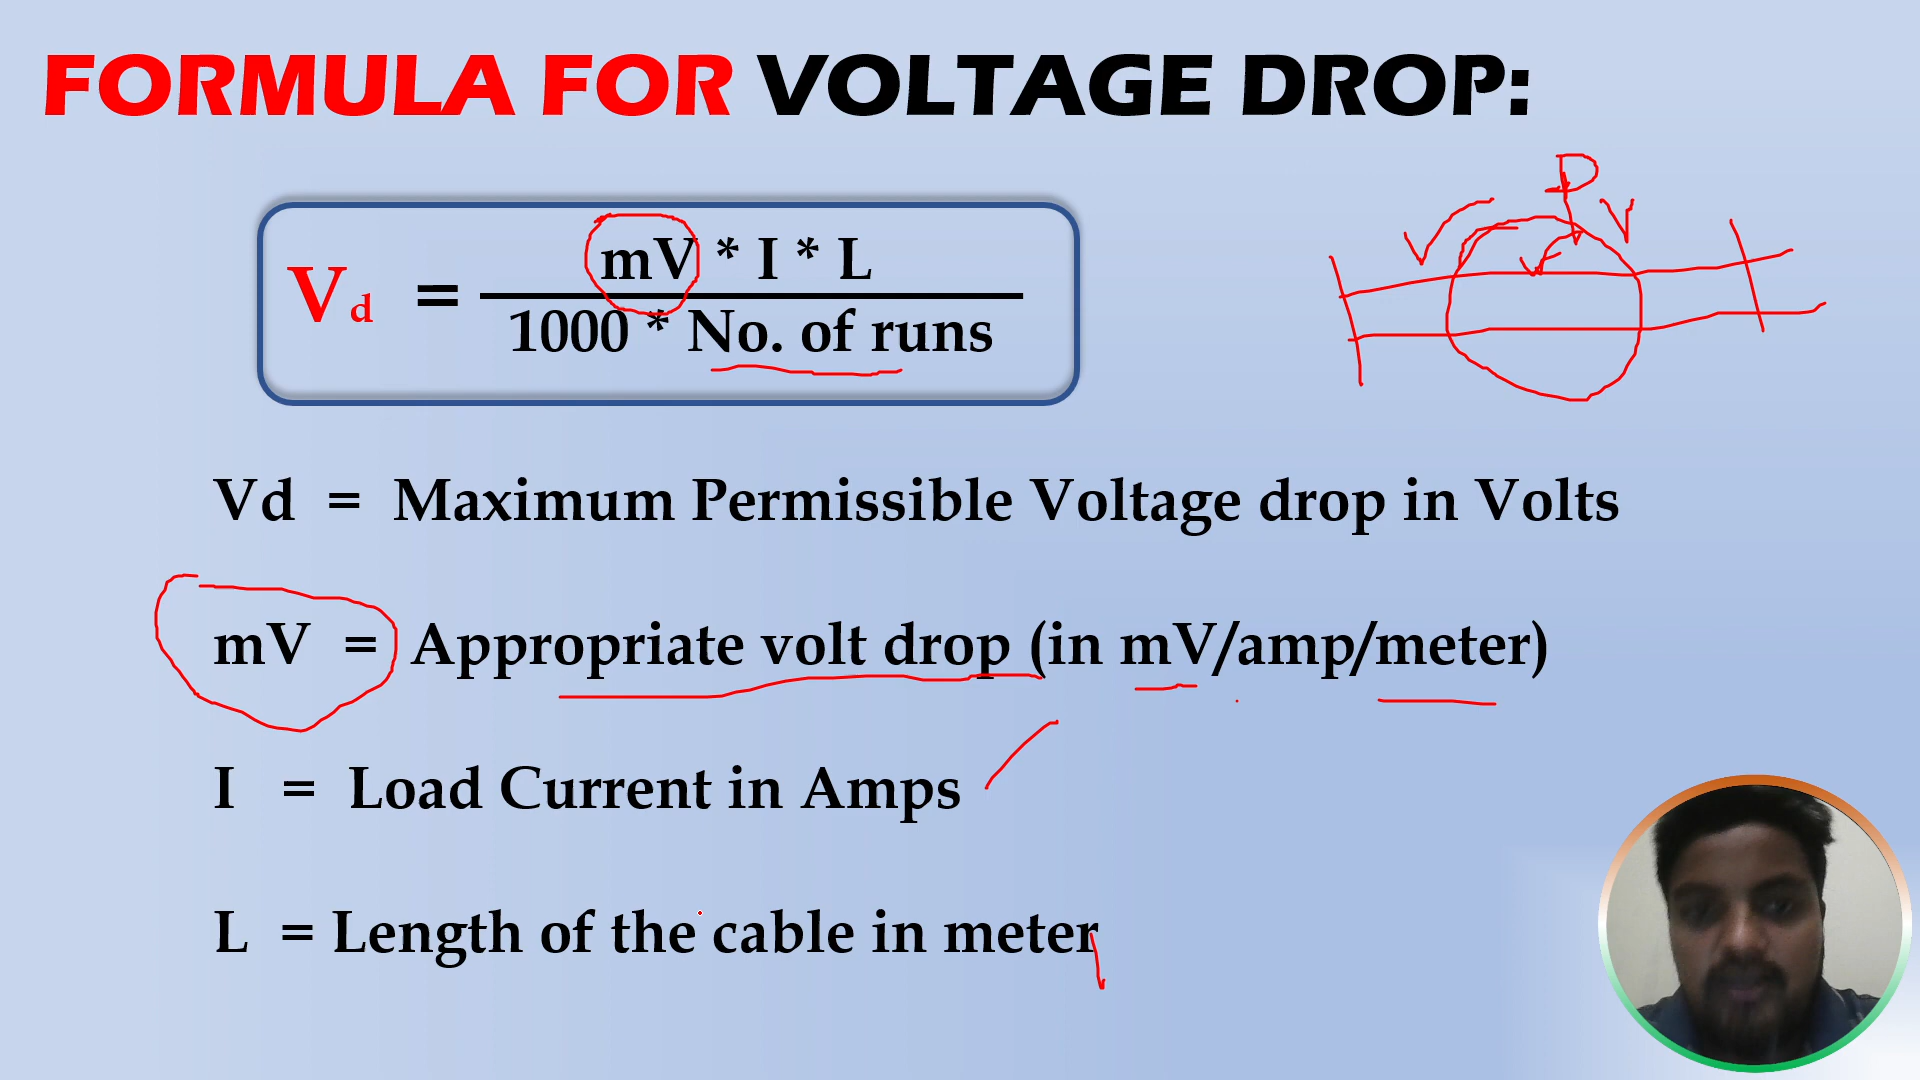 FORMULA FOR VOLTAGE DROP:
D
Vd = mV * I * L
1000 * No. of runs
Vd = Maximum Permissible Voltage drop in Volts
mV = Appropriate volt drop (in mV/amp/meter)
I = Load Current in Amps
L = Length of the cable in meter